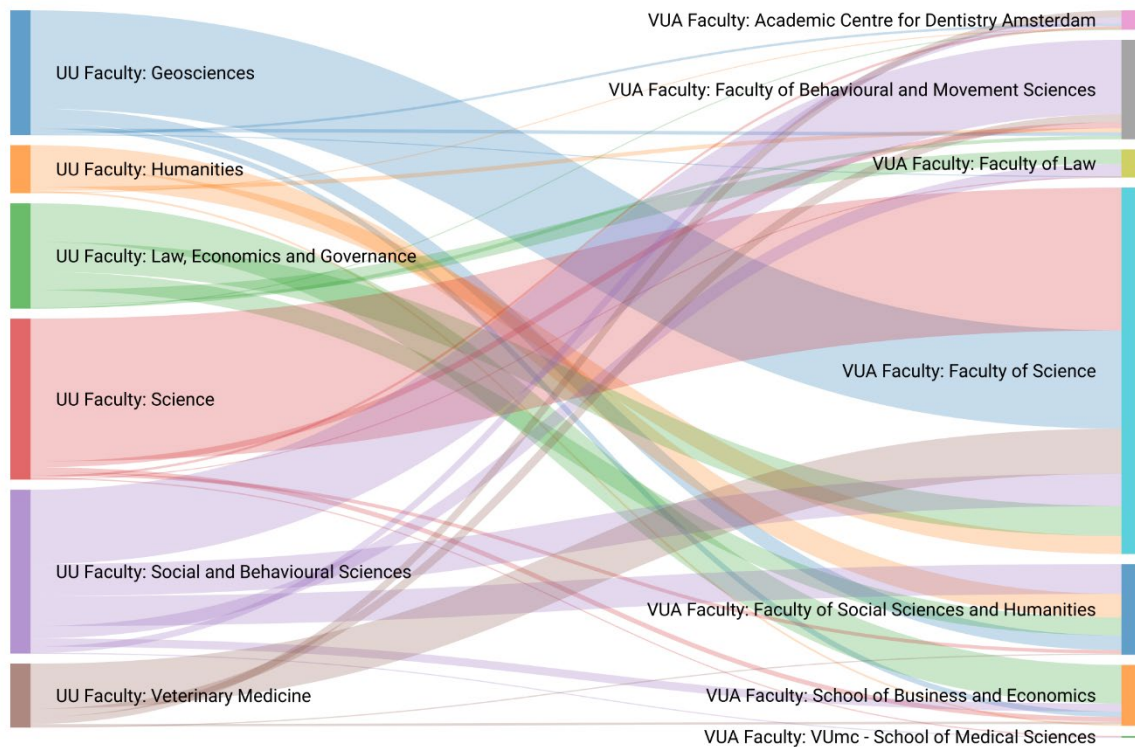 UU Faculty: Geosciences
UU Faculty: Humanities
UU Faculty: Law, Economics and Governance
UU Faculty: Science
UU Faculty: Social and Behavioural Sciences
UU Faculty: Veterinary Medicine
VUA Faculty: Academic Centre for Dentistry Amsterdam
VUA Faculty: Faculty of Behavioural and Movement Sciences
VUA Faculty: Faculty of Law
VUA Faculty: Faculty of Science
VUA Faculty: Faculty of Social Sciences and Humanities
VUA Faculty: School of Business and Economics
VUA Faculty: VUmc - School of Medical Sciences